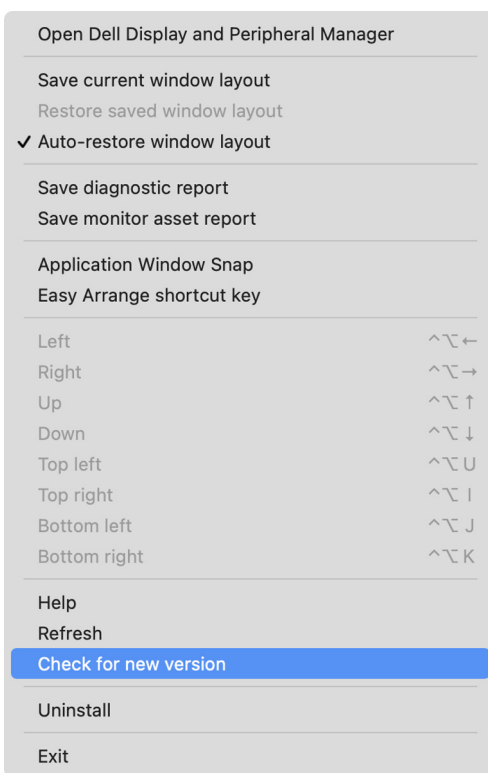 Open Dell Display and Peripheral Manager
Save current window layout
Restore saved window layout
✓ Auto-restore window layout
Save diagnostic report
Save monitor asset report
Application Window Snap
Easy Arrange shortcut key
Left ^⌥←
Right ^⌥→
Up ^⌥↑
Down ^⌥↓
Top left ^⌥U
Top right ^⌥I
Bottom left ^⌥J
Bottom right ^⌥K
Help
Refresh
Check for new version
Uninstall
Exit